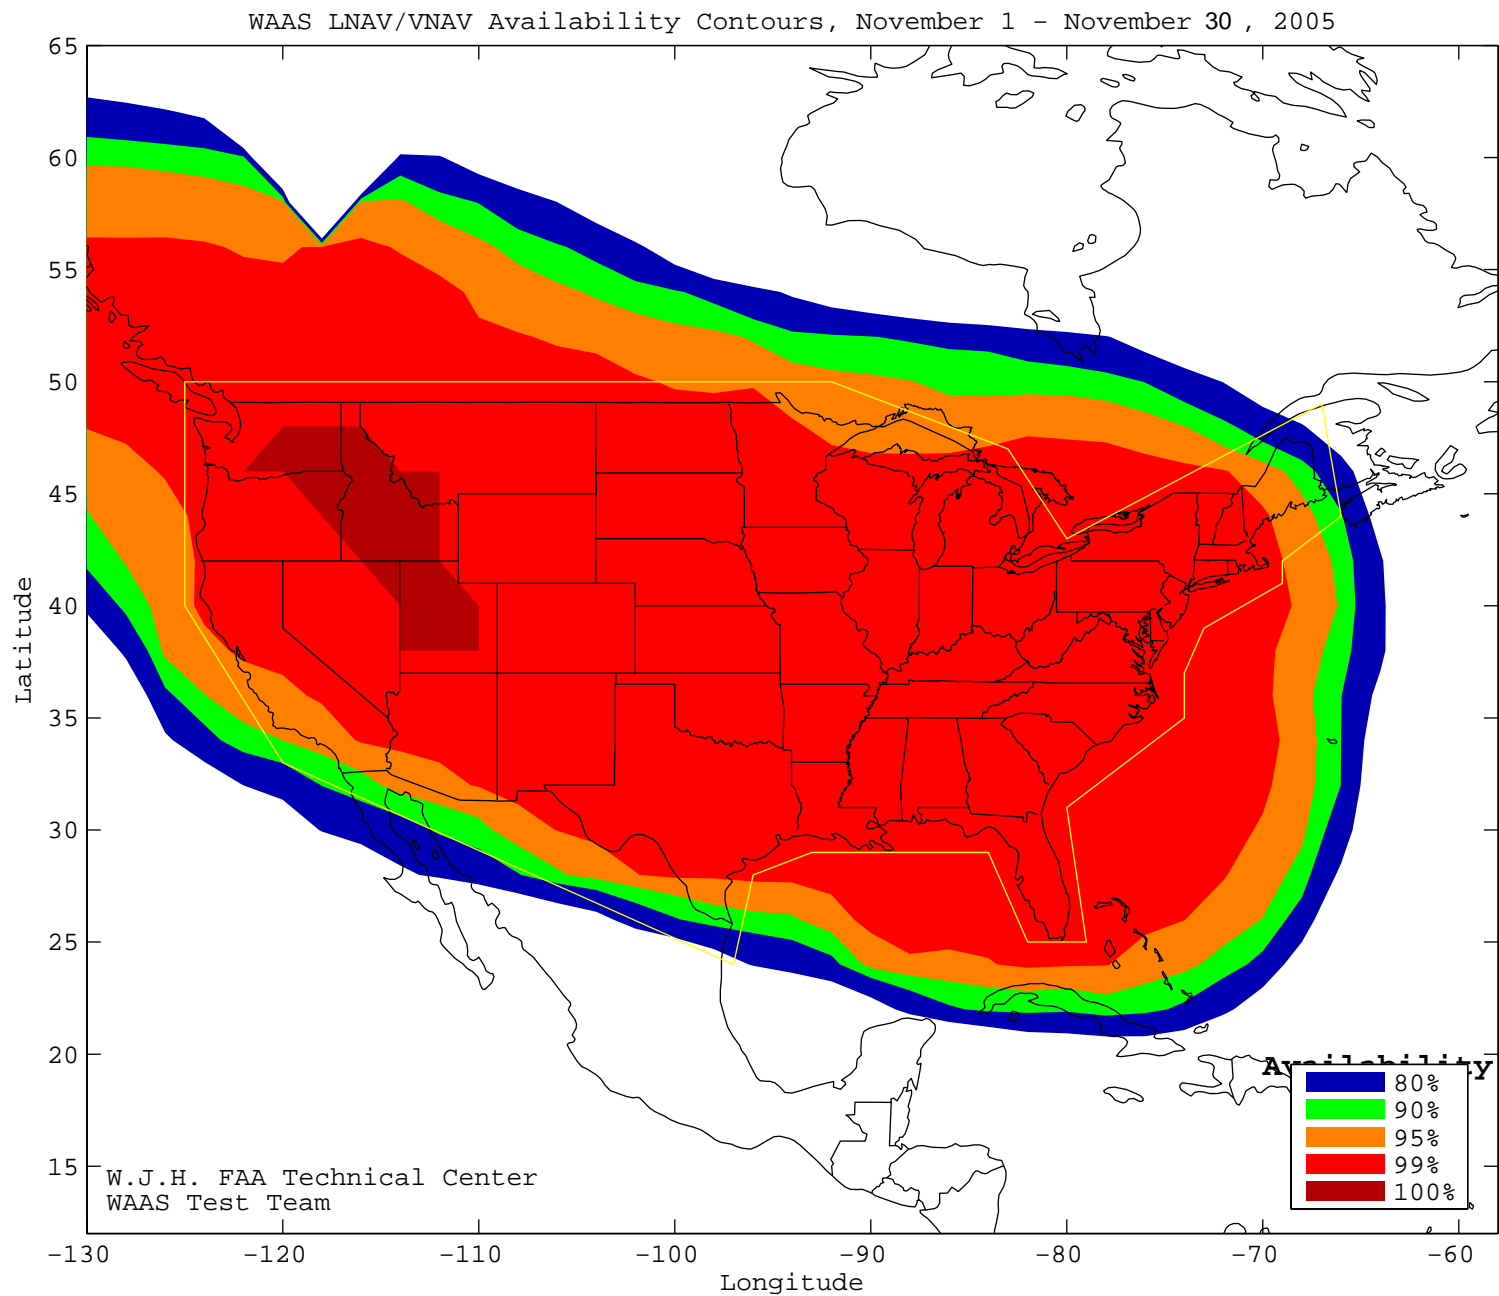 WAAS LNAV/VNAV Availability Contours, November 1 − November 30 , 2005
65
60
55
50
45
40
35
30
25
20
15
Latitude
Availability
80%
90%
95%
99%
100%
W.J.H. FAA Technical Center
WAAS Test Team
−130 −120 −110 −100 −90 −80 −70 −60
Longitude